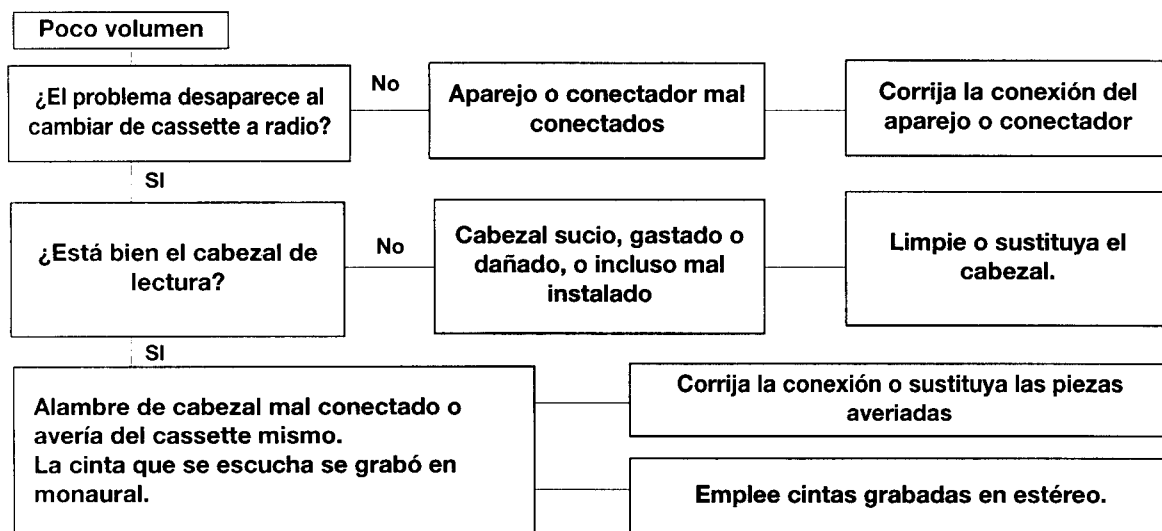 Poco volumen
¿El problema desaparece al
cambiar de cassette a radio?
No
Aparejo o conectador mal
conectados
Corrija la conexión del
aparejo o conectador
SI
¿Está bien el cabezal de
lectura?
No
Cabezal sucio, gastado o
dañado, o incluso mal
instalado
Limpie o sustituya el
cabezal.
SI
Alambre de cabezal mal conectado o
avería del cassette mismo.
La cinta que se escucha se grabó en
monaural.
Corrija la conexión o sustituya las piezas
averiadas
Emplee cintas grabadas en estéreo.